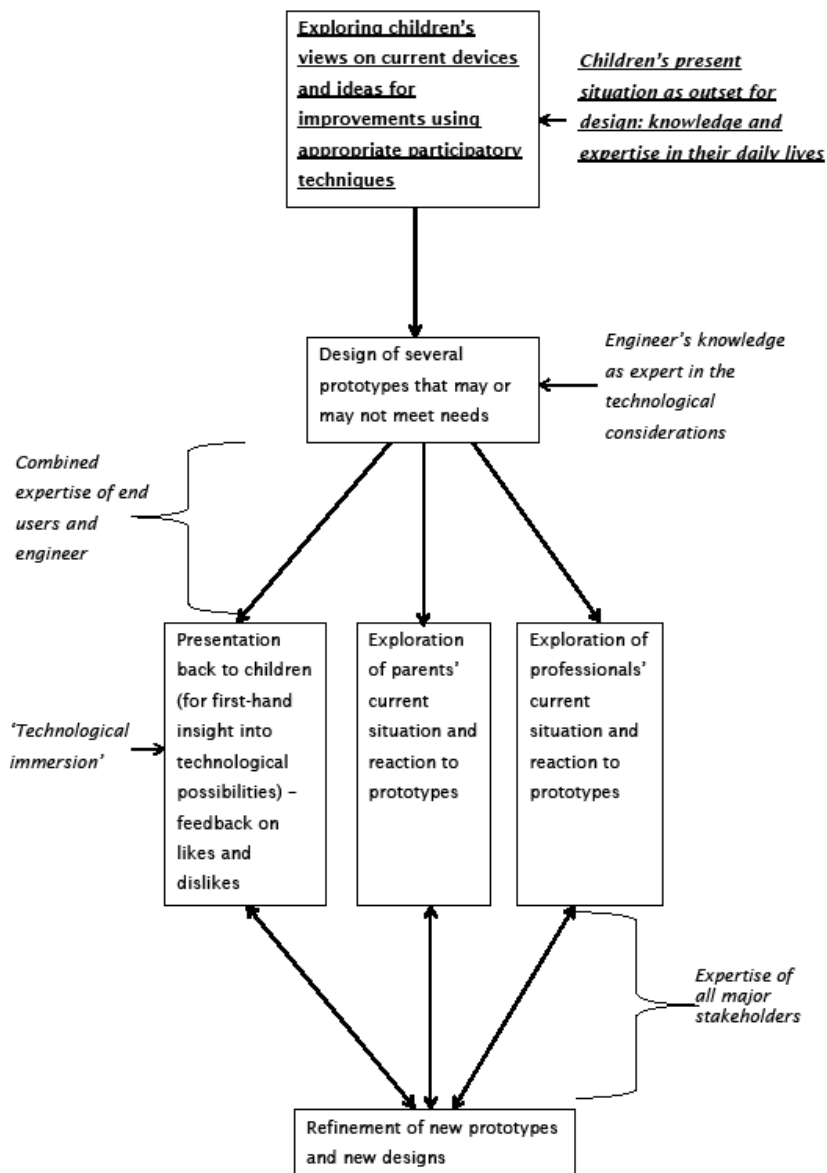 Exploring children's
views on current devices
and ideas for
improvements using
appropriate participatory
techniques
Children's present
situation as outset for
design: knowledge and
expertise in their daily lives
Design of several
prototypes that may or
may not meet needs
Engineer's knowledge
as expert in the
technological
considerations
Combined
expertise of end
users and
engineer
'Technological
immersion'
Presentation
back to children
(for first-hand
insight into
technological
possibilities) –
feedback on
likes and
dislikes
Exploration
of parents'
current
situation and
reaction to
prototypes
Exploration of
professionals'
current
situation and
reaction to
prototypes
Expertise of
all major
stakeholders
Refinement of new prototypes
and new designs